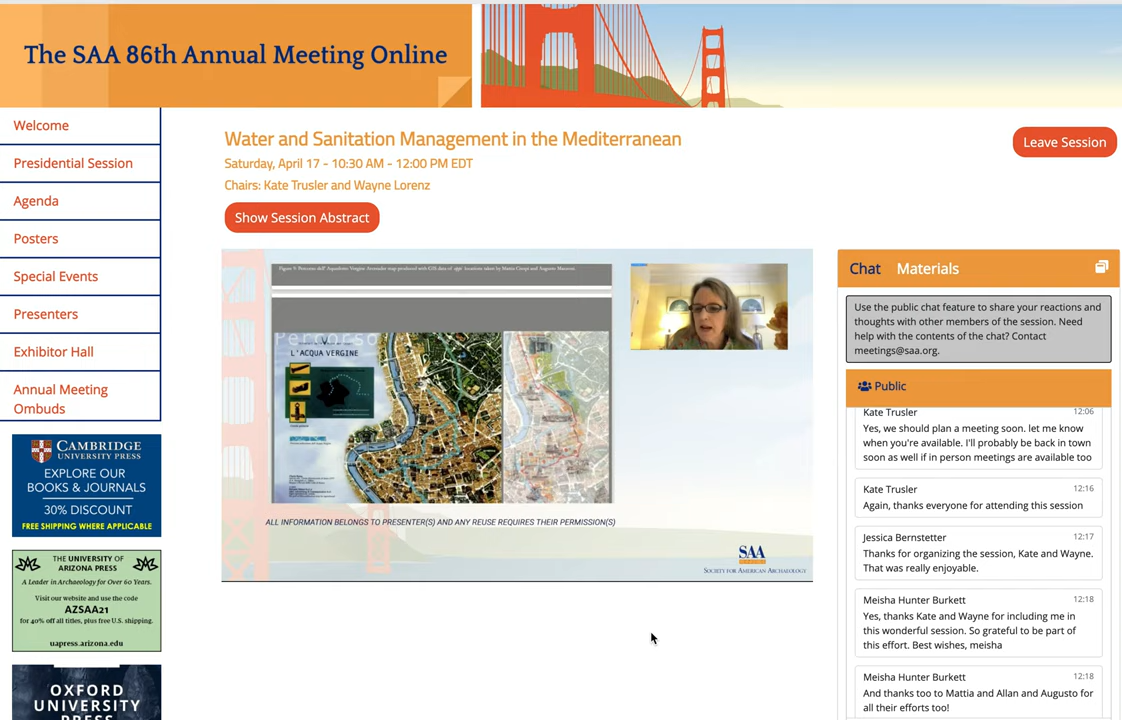 The SAA 86th Annual Meeting Online
Welcome
Presidential Session
Agenda
Posters
Special Events
Presenters
Exhibitor Hall
Annual Meeting
Ombuds
CAMBRIDGE
UNIVERSITY PRESS
EXPLORE OUR
BOOKS & JOURNALS
30% DISCOUNT
FREE SHIPPING WHERE APPLICABLE
THE UNIVERSITY OF
ARIZONA PRESS
A Leader in Archaeology for Over 60 Years.
Visit our website and use the code
AZSAA21
for 40% off all titles, plus free U.S. shipping.
uapress.arizona.edu
OXFORD
UNIVERSITY
PRESS
Water and Sanitation Management in the Mediterranean
Saturday, April 17 - 10:30 AM - 12:00 PM EDT
Chairs: Kate Trusler and Wayne Lorenz
Show Session Abstract
Leave Session
Percorso
L'ACQUA VERGINE
ALL INFORMATION BELONGS TO PRESENTER(S) AND ANY REUSE REQUIRES THEIR PERMISSION(S)
SAA
SOCIETY FOR AMERICAN ARCHAEOLOGY
Chat Materials
Use the public chat feature to share your reactions and
thoughts with other members of the session. Need
help with the contents of the chat? Contact
meetings@saa.org.
Public
Kate Trusler 12:06
Yes, we should plan a meeting soon. let me know
when you're available. I'll probably be back in town
soon as well if in person meetings are available too
Kate Trusler 12:16
Again, thanks everyone for attending this session
Jessica Bernstetter 12:17
Thanks for organizing the session, Kate and Wayne.
That was really enjoyable.
Meisha Hunter Burkett 12:18
Yes, thanks Kate and Wayne for including me in
this wonderful session. So grateful to be part of
this effort. Best wishes, meisha
Meisha Hunter Burkett 12:18
And thanks too to Mattia and Allan and Augusto for
all their efforts too!